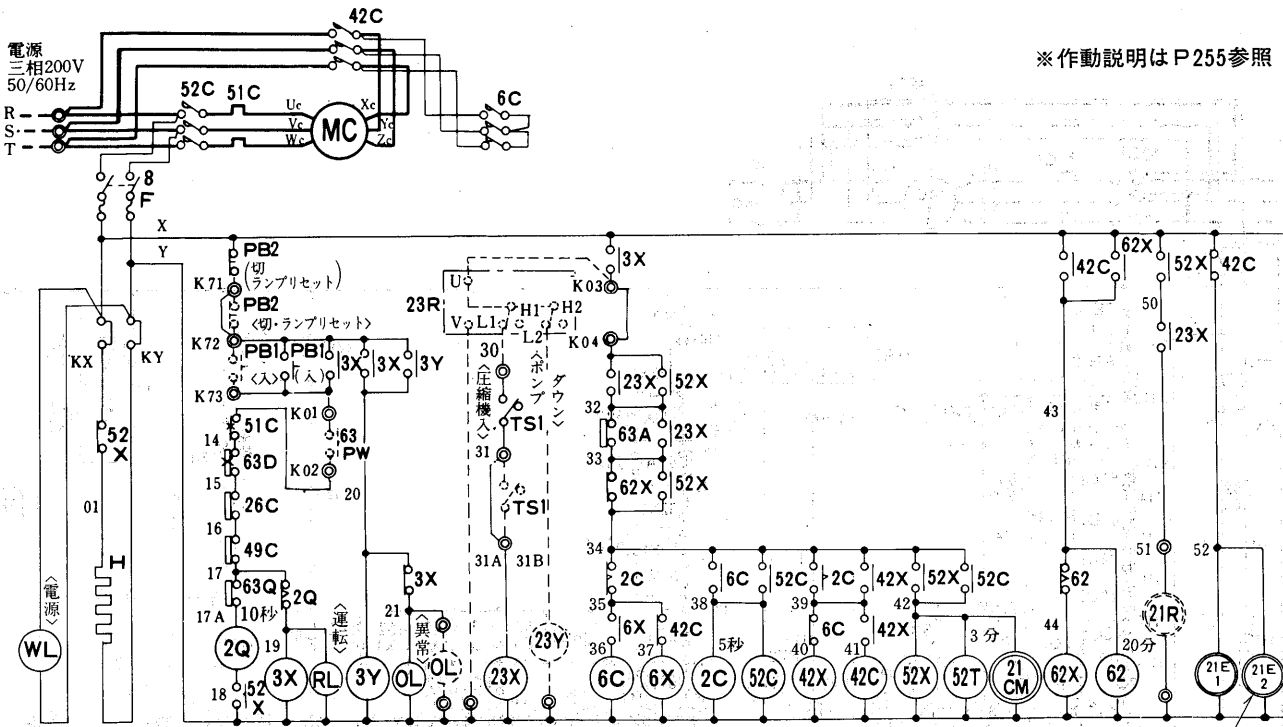 42C
電源
三相200V
50/60Hz
※作動説明はP255参照
52C
51C
6C
R
S
T
Uc
Vc
Wc
MC
Xc
Yc
Zc
8
F
X
Y
PB2
(切
ランプリセット)
K71
PB2
<切・ランプリセット>
K72
PB1
<入>
PB1
(入)
3X
3X
3Y
K73
K01
63
PW
K02
51C
14
63D
15
26C
16
49C
17
63Q
2Q
17A
10秒
2Q
19
18
52
X
3X
RL
<運転>
20
3X
21
<異常>
3Y
OL
OL
KX
KY
52
X
01
H
<電源>
WL
23R
U
V
L1
H1
H2
L2
30
<圧縮機入>
<ポンプ
ダウン>
TS1
31
TS1
31A
31B
23X
23Y
3X
K03
K04
23X
52X
32
63A
23X
33
62X
52X
34
2C
6C
52C
2C
42X
52X
52C
35
38
39
42
6X
42C
6C
42X
36
37
5秒
40
41
3分
6C
6X
2C
52C
42X
42C
52X
52T
21
CM
42C
62X
52X
42C
50
23X
43
51
52
62
21R
44
20分
62X
62
21E
1
21E
2